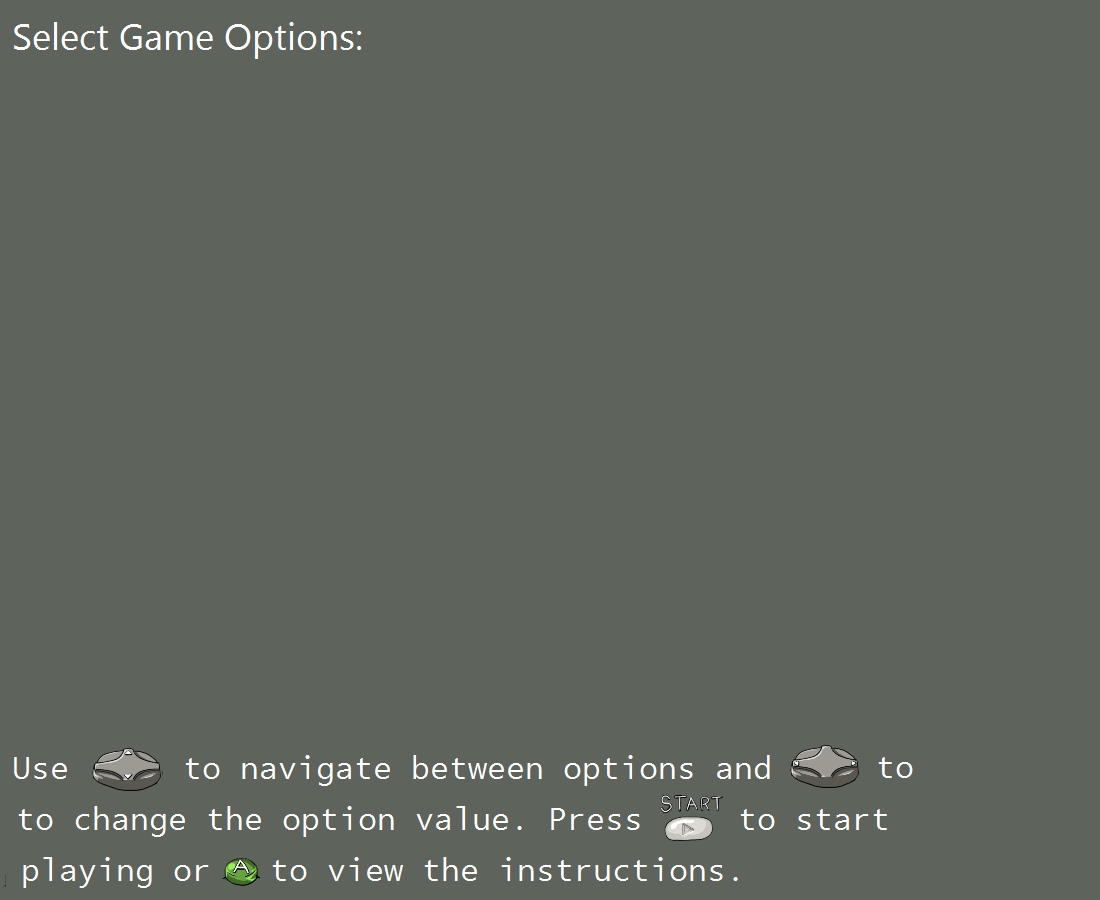 Select Game Options:
Use to navigate between options and to
to change the option value. Press START to start
playing or A to view the instructions.